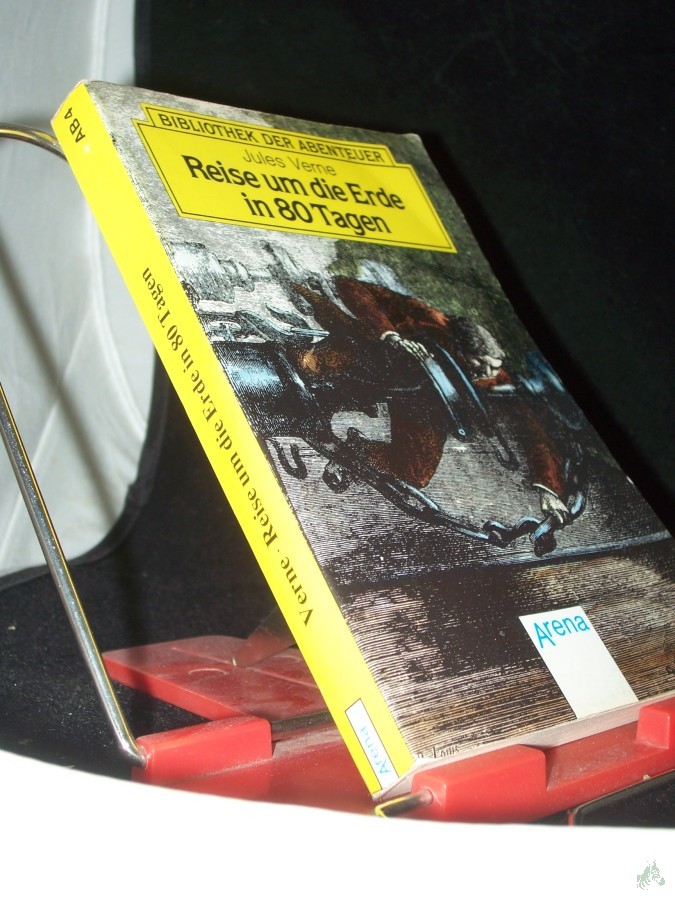 BIBLIOTHEK DER ABENTEUER
Jules Verne
Reise um die Erde
in 80 Tagen
Arena
AB 4
Verne · Reise um die Erde in 80 Tagen
Arena